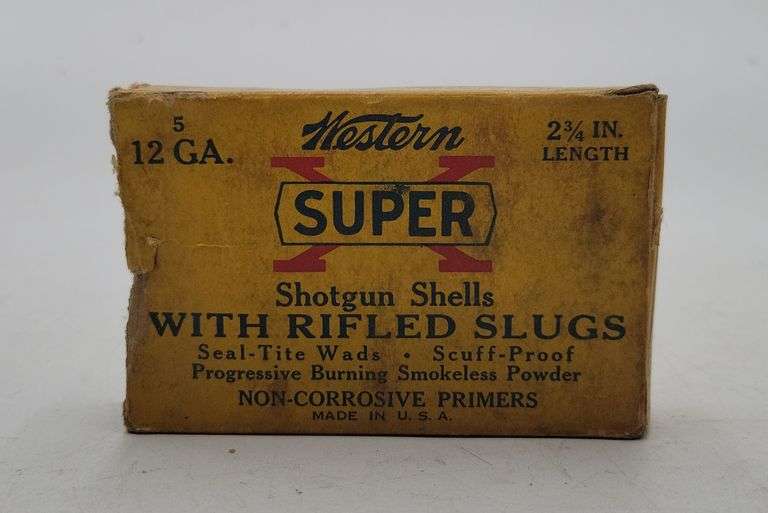 5
12 GA.
Western
2¾ IN.
LENGTH
SUPER X
Shotgun Shells
WITH RIFLED SLUGS
Seal-Tite Wads • Scuff-Proof
Progressive Burning Smokeless Powder
NON-CORROSIVE PRIMERS
MADE IN U.S.A.